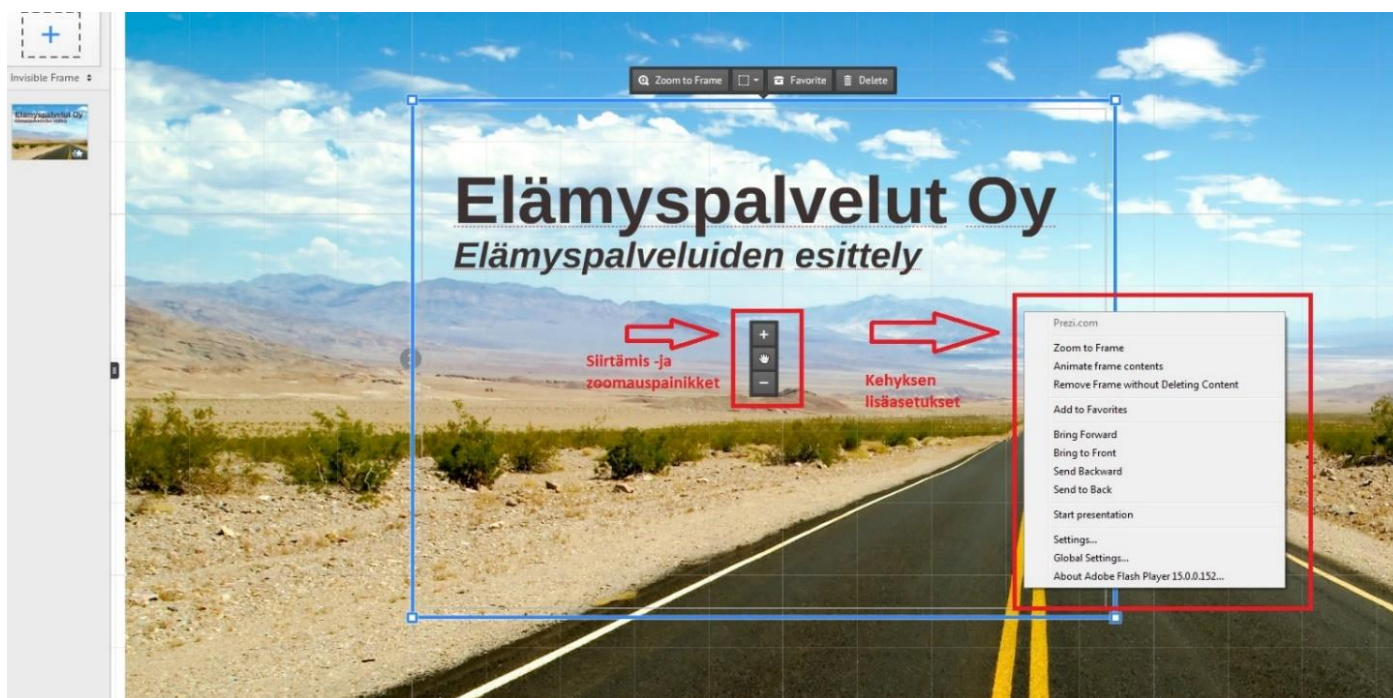 Invisible Frame
Elämyspalvelut Oy
Zoom to Frame
Favorite
Delete
Elämyspalvelut Oy
Elämyspalveluiden esittely
Siirtämis -ja
zoomauspainikket
Kehyksen
lisäasetukset
Prezi.com
Zoom to Frame
Animate frame contents
Remove Frame without Deleting Content
Add to Favorites
Bring Forward
Bring to Front
Send Backward
Send to Back
Start presentation
Settings...
Global Settings...
About Adobe Flash Player 15.0.0.152...